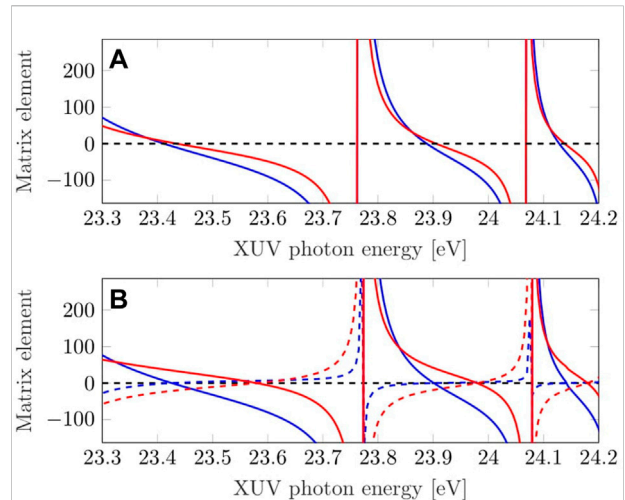 A
Matrix element
200
100
0
−100
23.3 23.4 23.5 23.6 23.7 23.8 23.9 24 24.1 24.2
XUV photon energy [eV]
B
Matrix element
200
100
0
−100
23.3 23.4 23.5 23.6 23.7 23.8 23.9 24 24.1 24.2
XUV photon energy [eV]